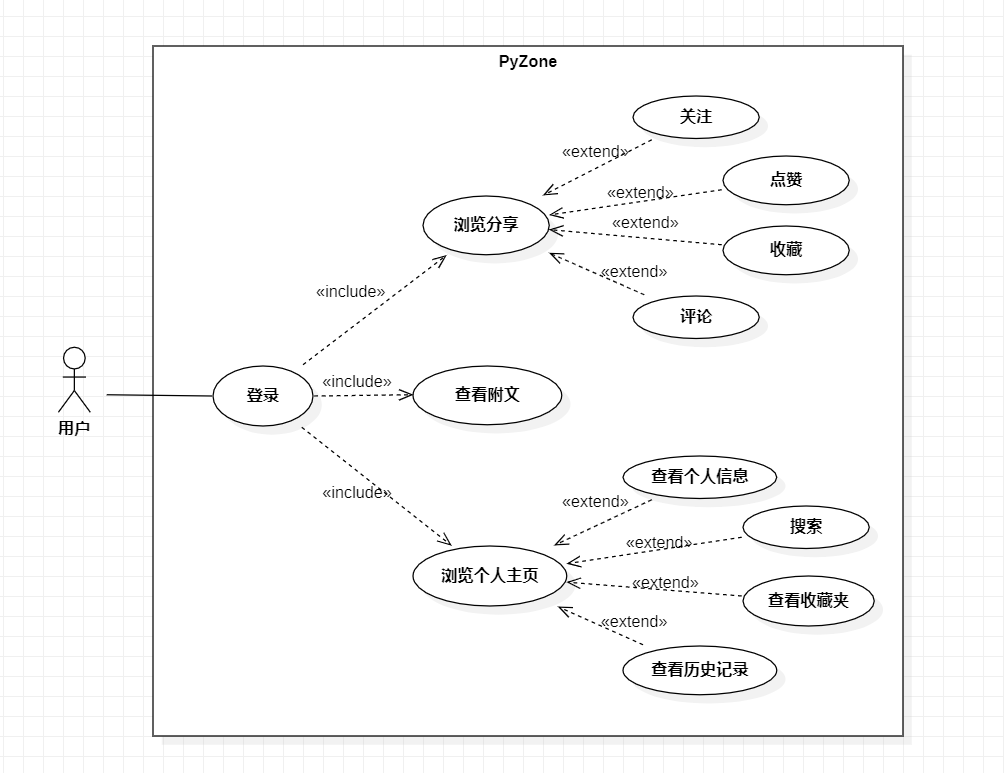 PyZone
关注
«extend»
点赞
«extend»
浏览分享
«extend»
收藏
«extend»
评论
«include»
用户
登录
«include»
查看附文
«include»
查看个人信息
«extend»
搜索
«extend»
浏览个人主页
«extend»
查看收藏夹
«extend»
查看历史记录